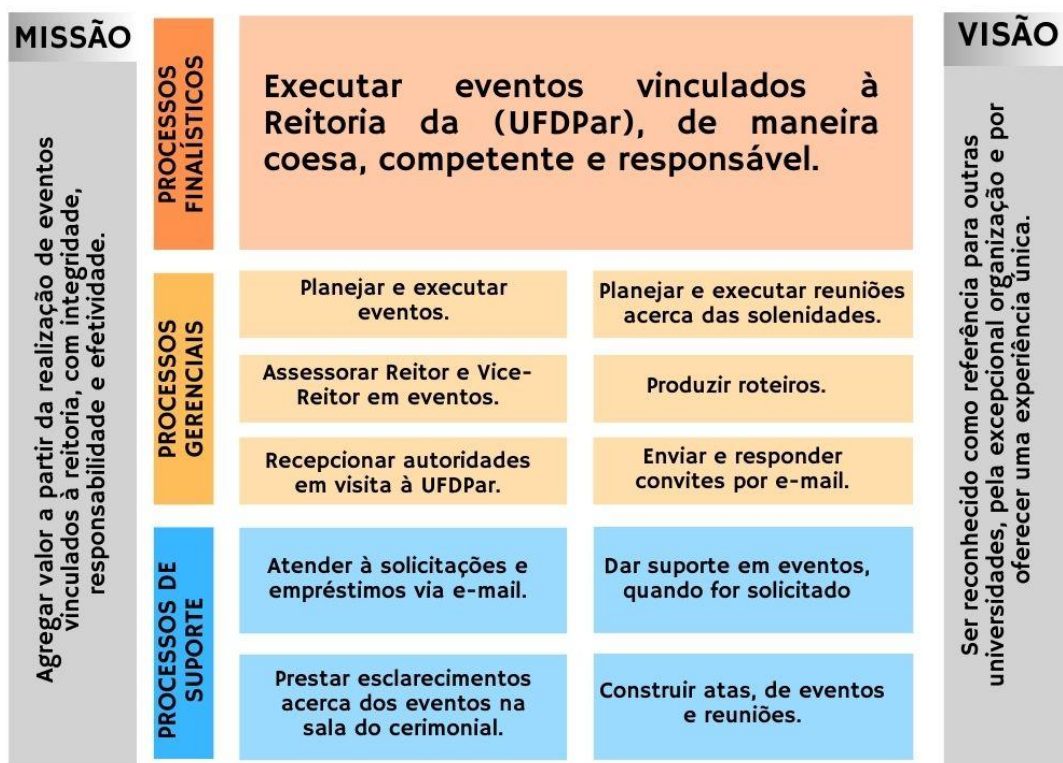 MISSÃO
Agregar valor a partir da realização de eventos
vinculados à reitoria, com integridade,
responsabilidade e efetividade.
PROCESSOS
FINALÍSTICOS
Executar eventos vinculados à
Reitoria da (UFDPar), de maneira
coesa, competente e responsável.
PROCESSOS
GERENCIAIS
Planejar e executar
eventos.
Planejar e executar reuniões
acerca das solenidades.
Assessorar Reitor e Vice-
Reitor em eventos.
Produzir roteiros.
Recepcionar autoridades
em visita à UFDPar.
Enviar e responder
convites por e-mail.
PROCESSOS DE
SUPORTE
Atender à solicitações e
empréstimos via e-mail.
Dar suporte em eventos,
quando for solicitado
Prestar esclarecimentos
acerca dos eventos na
sala do cerimonial.
Construir atas, de eventos
e reuniões.
VISÃO
Ser reconhecido como referência para outras
universidades, pela excepcional organização e por
oferecer uma experiência única.